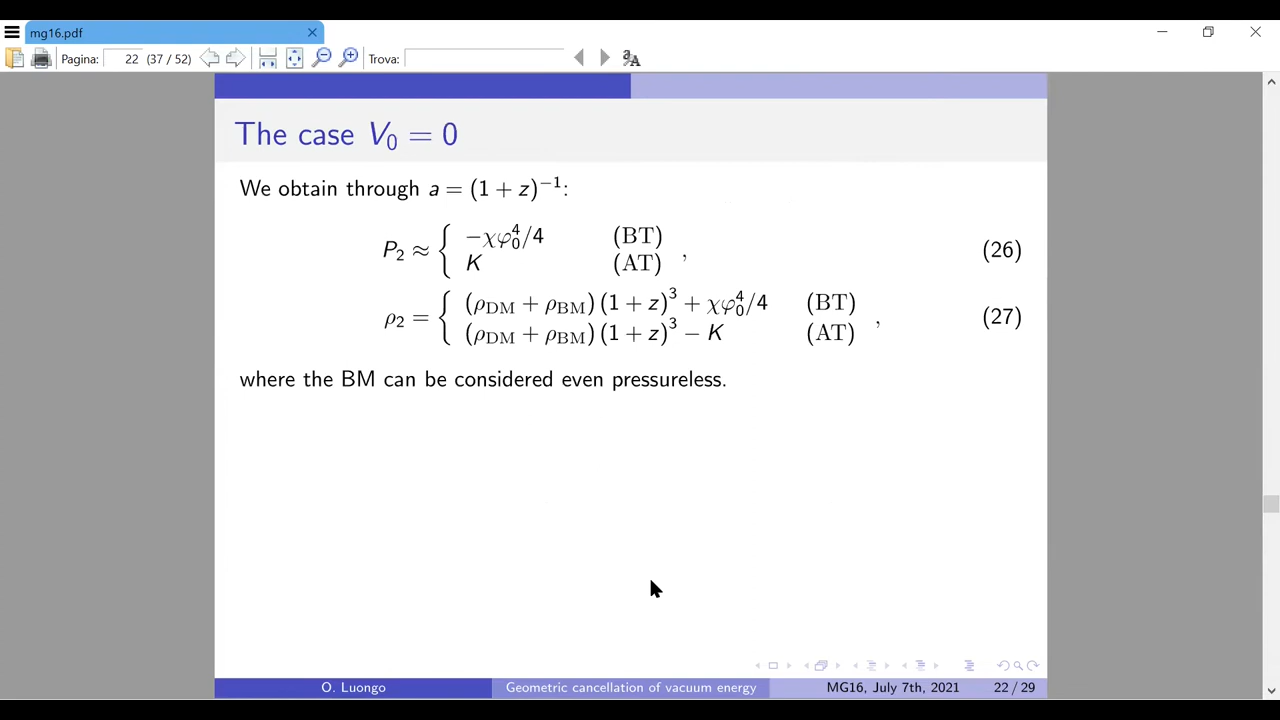 mg16.pdf
Pagina: 22 (37 / 52) Trova:
The case V₀ = 0
We obtain through a = (1 + z)⁻¹:
P₂ ≈ { −χφ₀⁴/4 (BT)
K (AT) , (26)
ρ₂ = { (ρDM + ρBM) (1 + z)³ + χφ₀⁴/4 (BT)
(ρDM + ρBM) (1 + z)³ − K (AT) , (27)
where the BM can be considered even pressureless.
O. Luongo Geometric cancellation of vacuum energy MG16, July 7th, 2021 22 / 29